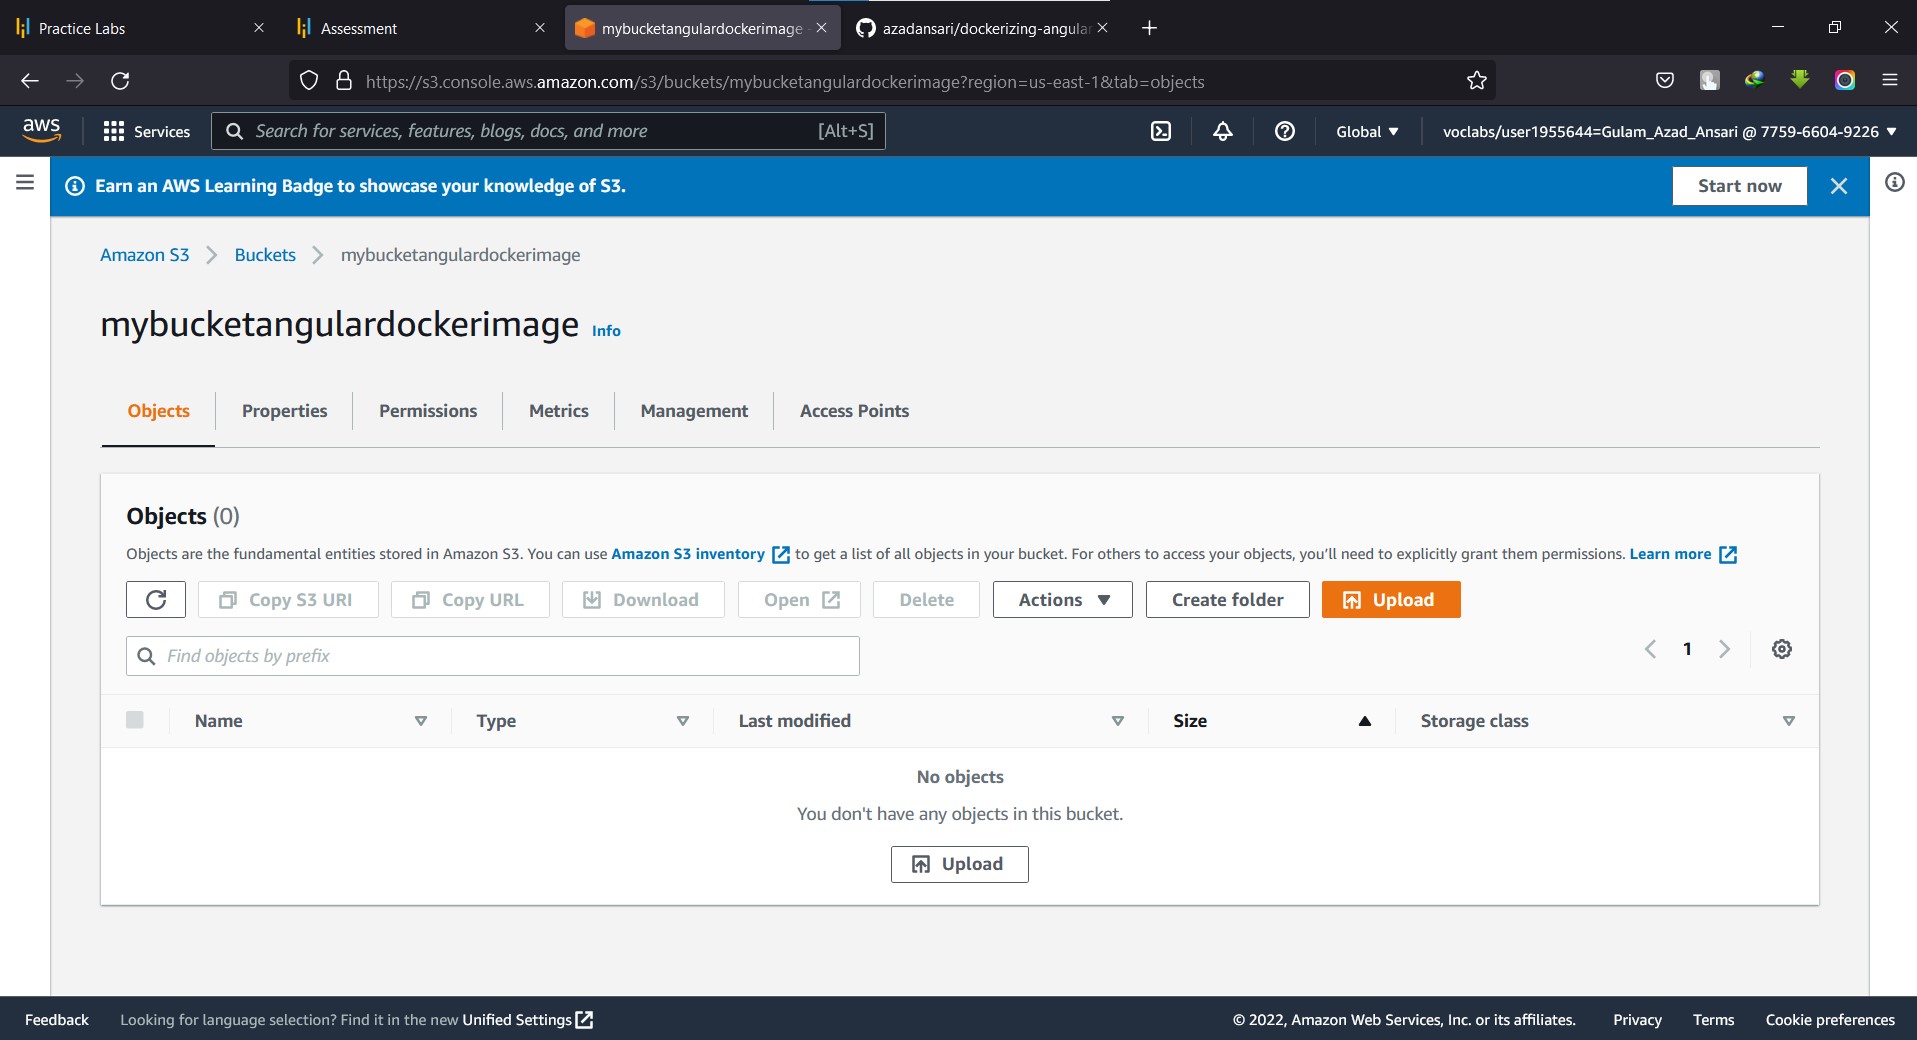 Practice Labs
Assessment
mybucketangulardockerimage -
azadansari/dockerizing-angular
https://s3.console.aws.amazon.com/s3/buckets/mybucketangulardockerimage?region=us-east-1&tab=objects
aws
Services
Search for services, features, blogs, docs, and more
[Alt+S]
Global ▼
voclabs/user1955644=Gulam_Azad_Ansari @ 7759-6604-9226 ▼
Earn an AWS Learning Badge to showcase your knowledge of S3.
Start now
Amazon S3 > Buckets > mybucketangulardockerimage
mybucketangulardockerimage Info
Objects
Properties
Permissions
Metrics
Management
Access Points
Objects (0)
Objects are the fundamental entities stored in Amazon S3. You can use Amazon S3 inventory to get a list of all objects in your bucket. For others to access your objects, you'll need to explicitly grant them permissions. Learn more
Copy S3 URI
Copy URL
Download
Open
Delete
Actions ▼
Create folder
Upload
Find objects by prefix
1
Name
Type
Last modified
Size
Storage class
No objects
You don't have any objects in this bucket.
Upload
Feedback
Looking for language selection? Find it in the new Unified Settings
© 2022, Amazon Web Services, Inc. or its affiliates.
Privacy
Terms
Cookie preferences